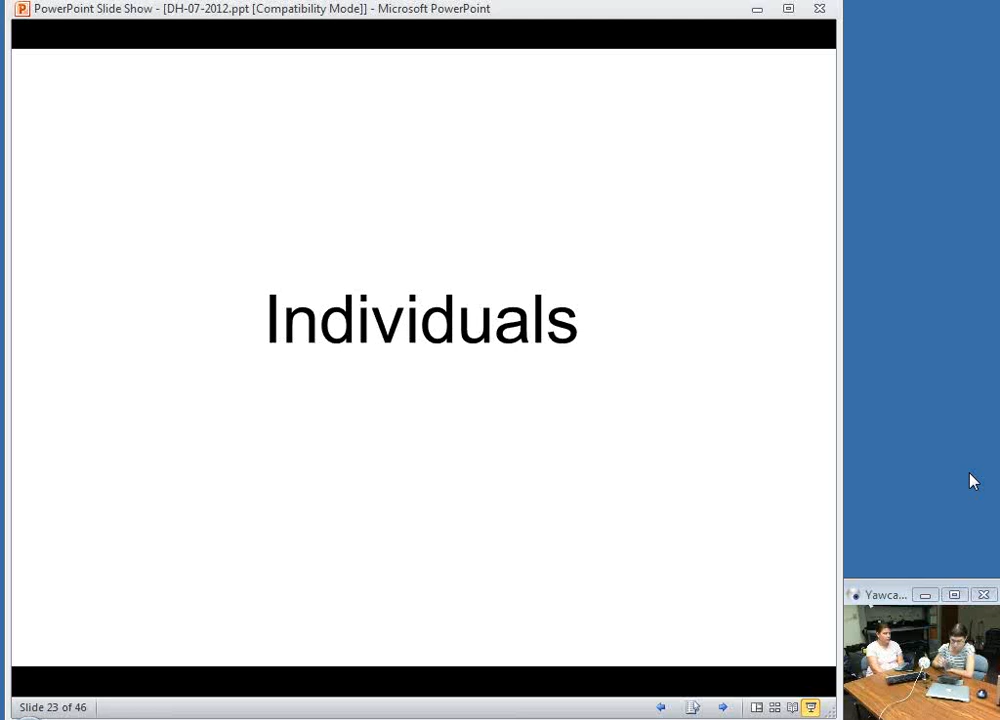 PowerPoint Slide Show - [DH-07-2012.ppt [Compatibility Mode]] - Microsoft PowerPoint
Individuals
Yawca...
Slide 23 of 46